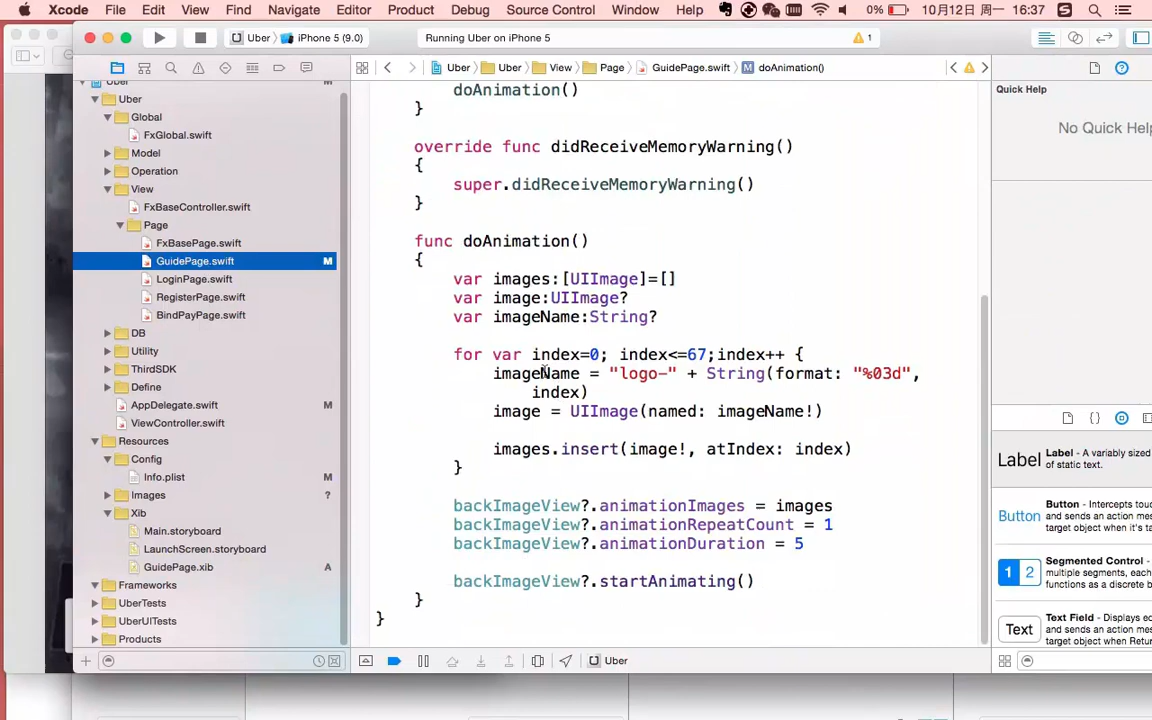 Xcode File Edit View Find Navigate Editor Product Debug Source Control Window Help 0% 10月12日 周一 16:37
Uber iPhone 5 (9.0) Running Uber on iPhone 5 1
Uber Uber View Page GuidePage.swift M doAnimation()
Uber
Uber
Global
FxGlobal.swift
Model
Operation
View
FxBaseController.swift
Page
FxBasePage.swift
GuidePage.swift M
LoginPage.swift
RegisterPage.swift
BindPayPage.swift
DB
Utility
ThirdSDK
Define
AppDelegate.swift M
ViewController.swift
Resources
Config
Info.plist M
Images ?
Xib
Main.storyboard
LaunchScreen.storyboard
GuidePage.xib A
Frameworks
UberTests
UberUITests
Products
doAnimation()
}
override func didReceiveMemoryWarning()
{
super.didReceiveMemoryWarning()
}
func doAnimation()
{
var images:[UIImage]=[]
var image:UIImage?
var imageName:String?
for var index=0; index<=67;index++ {
imageName = "logo-" + String(format: "%03d",
index)
image = UIImage(named: imageName!)
images.insert(image!, atIndex: index)
}
backImageView?.animationImages = images
backImageView?.animationRepeatCount = 1
backImageView?.animationDuration = 5
backImageView?.startAnimating()
}
}
Uber
Quick Help
No Quick Help
Label Label - A variably sized
of static text.
Button Button - Intercepts touch
and sends an action mes
target object when it's ta
1 2 Segmented Control -
multiple segments, each
functions as a discrete b
Text Text Field - Displays ed
and sends an action mes
target object when Retur